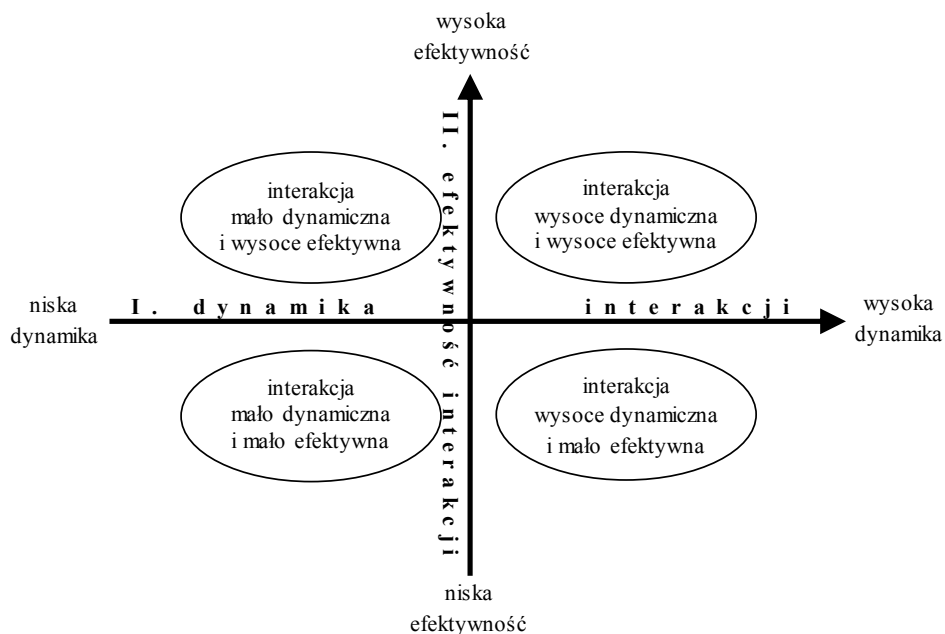 wysoka
efektywność
II. efektywność interakcji
interakcja
mało dynamiczna
i wysoce efektywna
interakcja
wysoce dynamiczna
i wysoce efektywna
niska
dynamika
I. dynamika interakcji
wysoka
dynamika
interakcja
mało dynamiczna
i mało efektywna
interakcja
wysoce dynamiczna
i mało efektywna
niska
efektywność